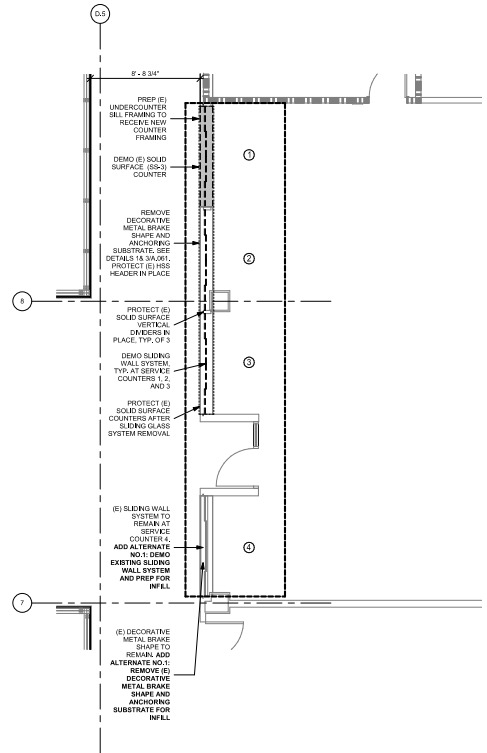 D.5
8' - 8 3/4"
PREP (E)
UNDERCOUNTER
SILL FRAMING TO
RECEIVE NEW
COUNTER
FRAMING
1
DEMO (E) SOLID
SURFACE (SS-3)
COUNTER
REMOVE
DECORATIVE
METAL BRAKE
SHAPE AND
ANCHORING
SUBSTRATE. SEE
DETAILS 1& 3/A.061.
PROTECT (E) HSS
HEADER IN PLACE
2
8
PROTECT (E)
SOLID SURFACE
VERTICAL
DIVIDERS IN
PLACE, TYP. OF 3
DEMO SLIDING
WALL SYSTEM,
TYP. AT SERVICE
COUNTERS 1, 2,
AND 3
3
PROTECT (E)
SOLID SURFACE
COUNTERS AFTER
SLIDING GLASS
SYSTEM REMOVAL
(E) SLIDING WALL
SYSTEM TO
REMAIN AT
SERVICE
COUNTER 4.
ADD ALTERNATE
NO.1: DEMO
EXISTING SLIDING
WALL SYSTEM
AND PREP FOR
INFILL
4
7
(E) DECORATIVE
METAL BRAKE
SHAPE TO
REMAIN. ADD
ALTERNATE NO.1:
REMOVE (E)
DECORATIVE
METAL BRAKE
SHAPE AND
ANCHORING
SUBSTRATE FOR
INFILL